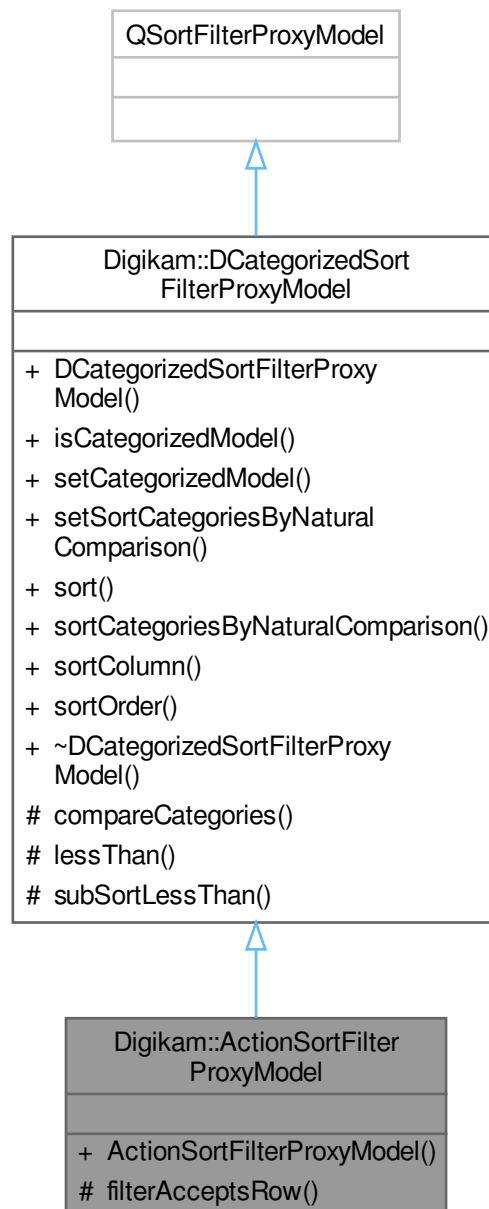 QSortFilterProxyModel
Digikam::DCategorizedSort
FilterProxyModel
+ DCategorizedSortFilterProxy
Model()
+ isCategorizedModel()
+ setCategorizedModel()
+ setSortCategoriesByNatural
Comparison()
+ sort()
+ sortCategoriesByNaturalComparison()
+ sortColumn()
+ sortOrder()
+ ~DCategorizedSortFilterProxy
Model()
# compareCategories()
# lessThan()
# subSortLessThan()
Digikam::ActionSortFilter
ProxyModel
+ ActionSortFilterProxyModel()
# filterAcceptsRow()